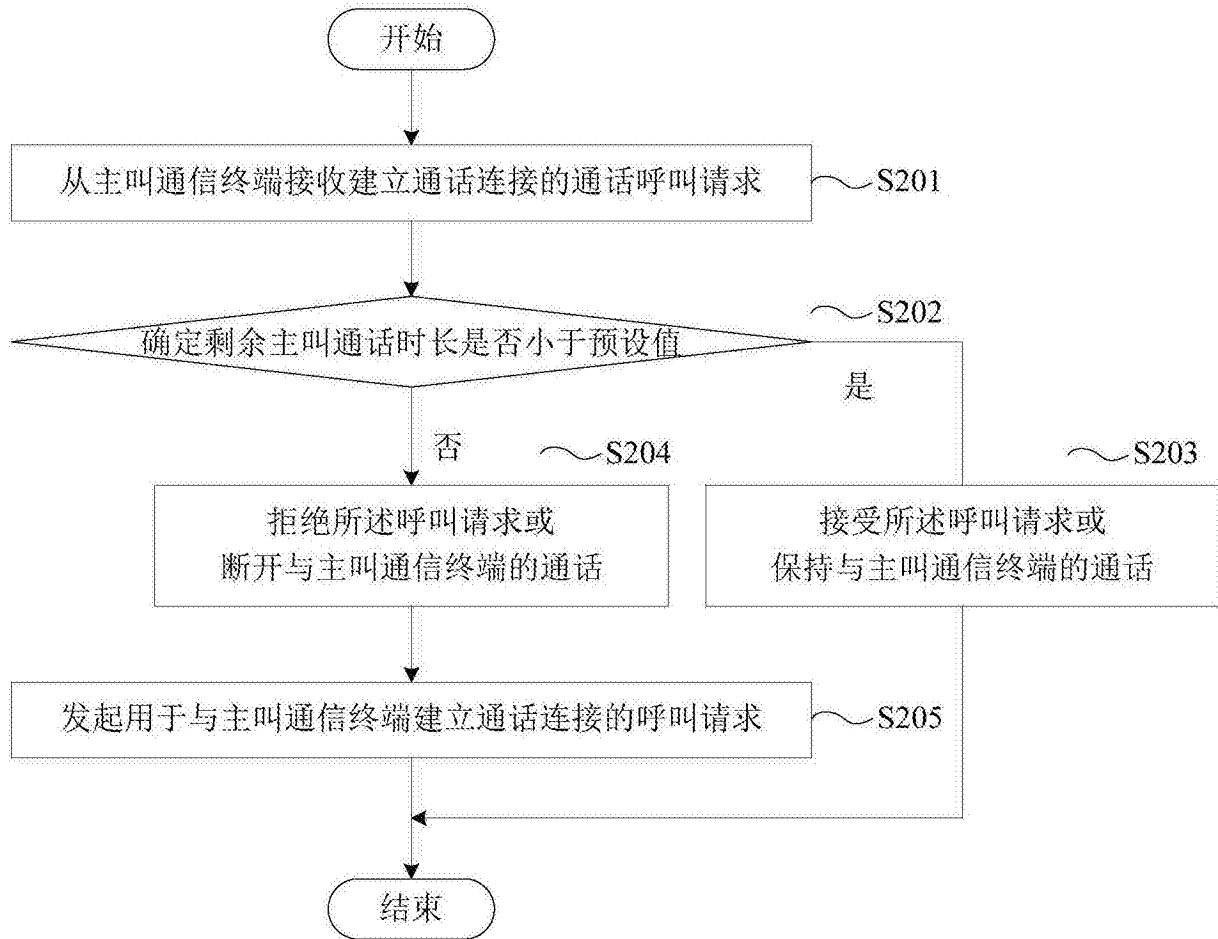 开始
从主叫通信终端接收建立通话连接的通话呼叫请求
S201
确定剩余主叫通话时长是否小于预设值
S202
是
否
S204
S203
拒绝所述呼叫请求或
断开与主叫通信终端的通话
接受所述呼叫请求或
保持与主叫通信终端的通话
发起用于与主叫通信终端建立通话连接的呼叫请求
S205
结束